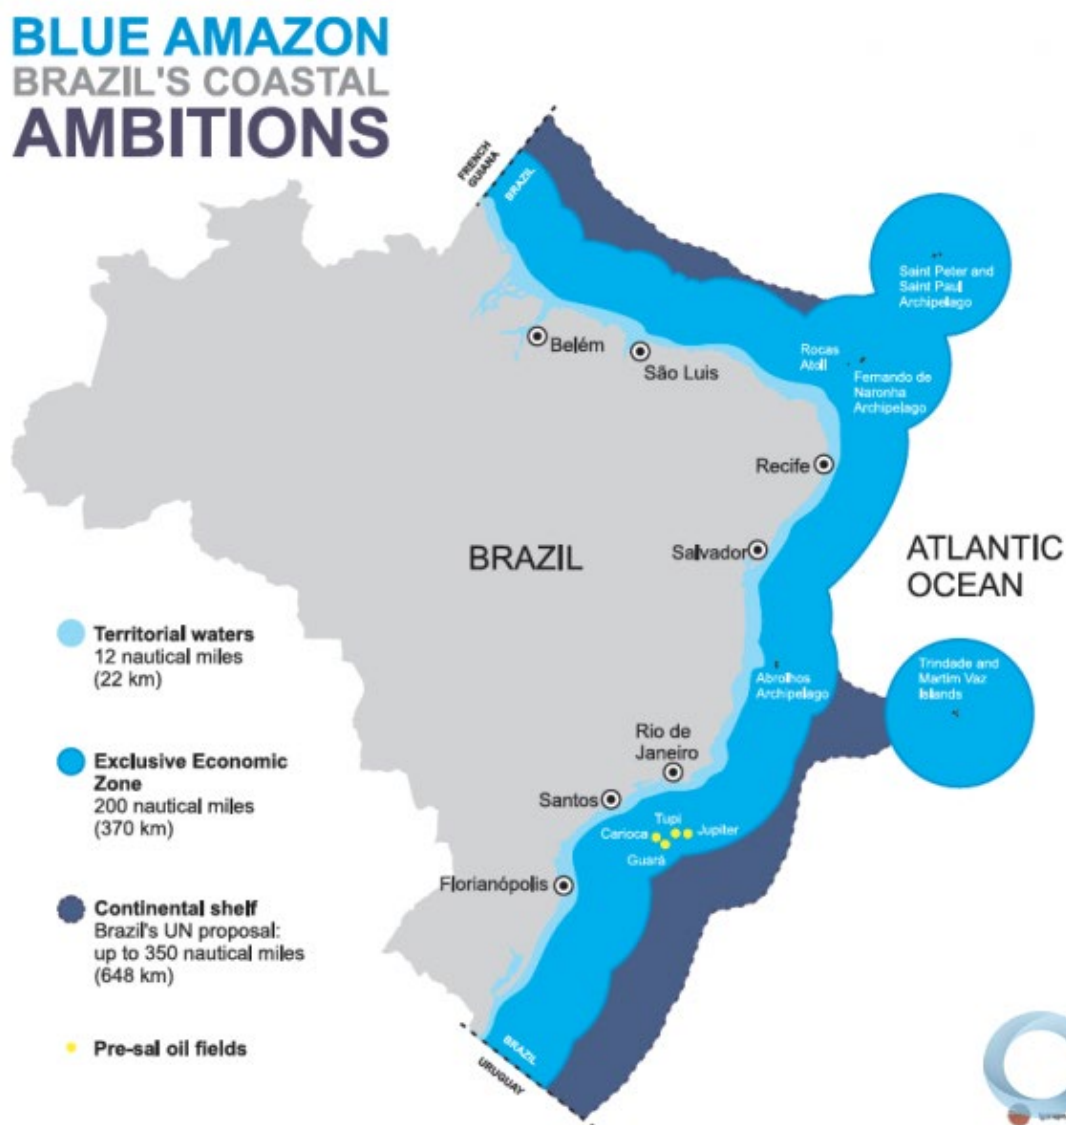 BLUE AMAZON
BRAZIL'S COASTAL
AMBITIONS
FRENCH
GUIANA
BRAZIL
Saint Peter and
Saint Paul
Archipelago
Belém
São Luis
Rocas
Atoll
Fernando de
Naronha
Archipelago
Recife
Salvador
BRAZIL
ATLANTIC
OCEAN
Territorial waters
12 nautical miles
(22 km)
Abrolhos
Archipelago
Trindade and
Martim Vaz
Islands
Exclusive Economic
Zone
200 nautical miles
(370 km)
Rio de
Janeiro
Santos
Tupi
Carioca
Jupiter
Guará
Florianópolis
Continental shelf
Brazil's UN proposal:
up to 350 nautical miles
(648 km)
Pre-sal oil fields
BRAZIL
URUGUAY